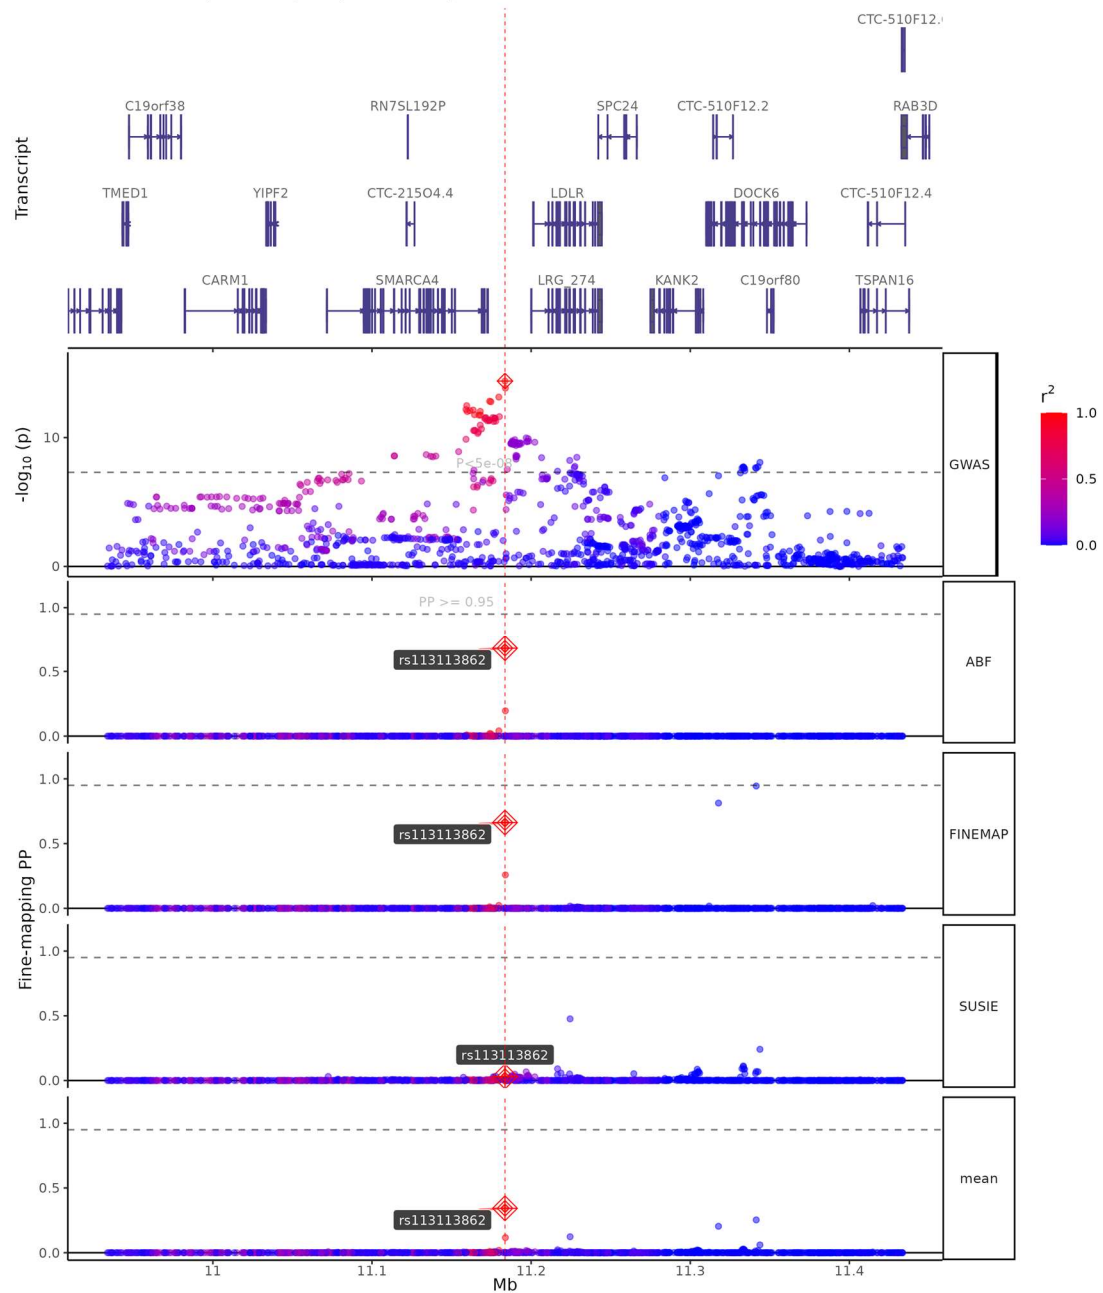 CTC-510F12.
C19orf38 RN7SL192P SPC24 CTC-510F12.2 RAB3D
TMED1 YIPF2 CTC-215O4.4 LDLR DOCK6 CTC-510F12.4
CARM1 SMARCA4 LRG_274 KANK2 C19orf80 TSPAN16
Transcript
GWAS
-log10 (p)
10
0
P<5e-08
r2
1.0
0.5
0.0
Fine-mapping PP
ABF
1.0
0.5
0.0
PP >= 0.95
rs113113862
FINEMAP
1.0
0.5
0.0
rs113113862
SUSIE
1.0
0.5
0.0
rs113113862
mean
1.0
0.5
0.0
rs113113862
11 11.1 11.2 11.3 11.4
Mb